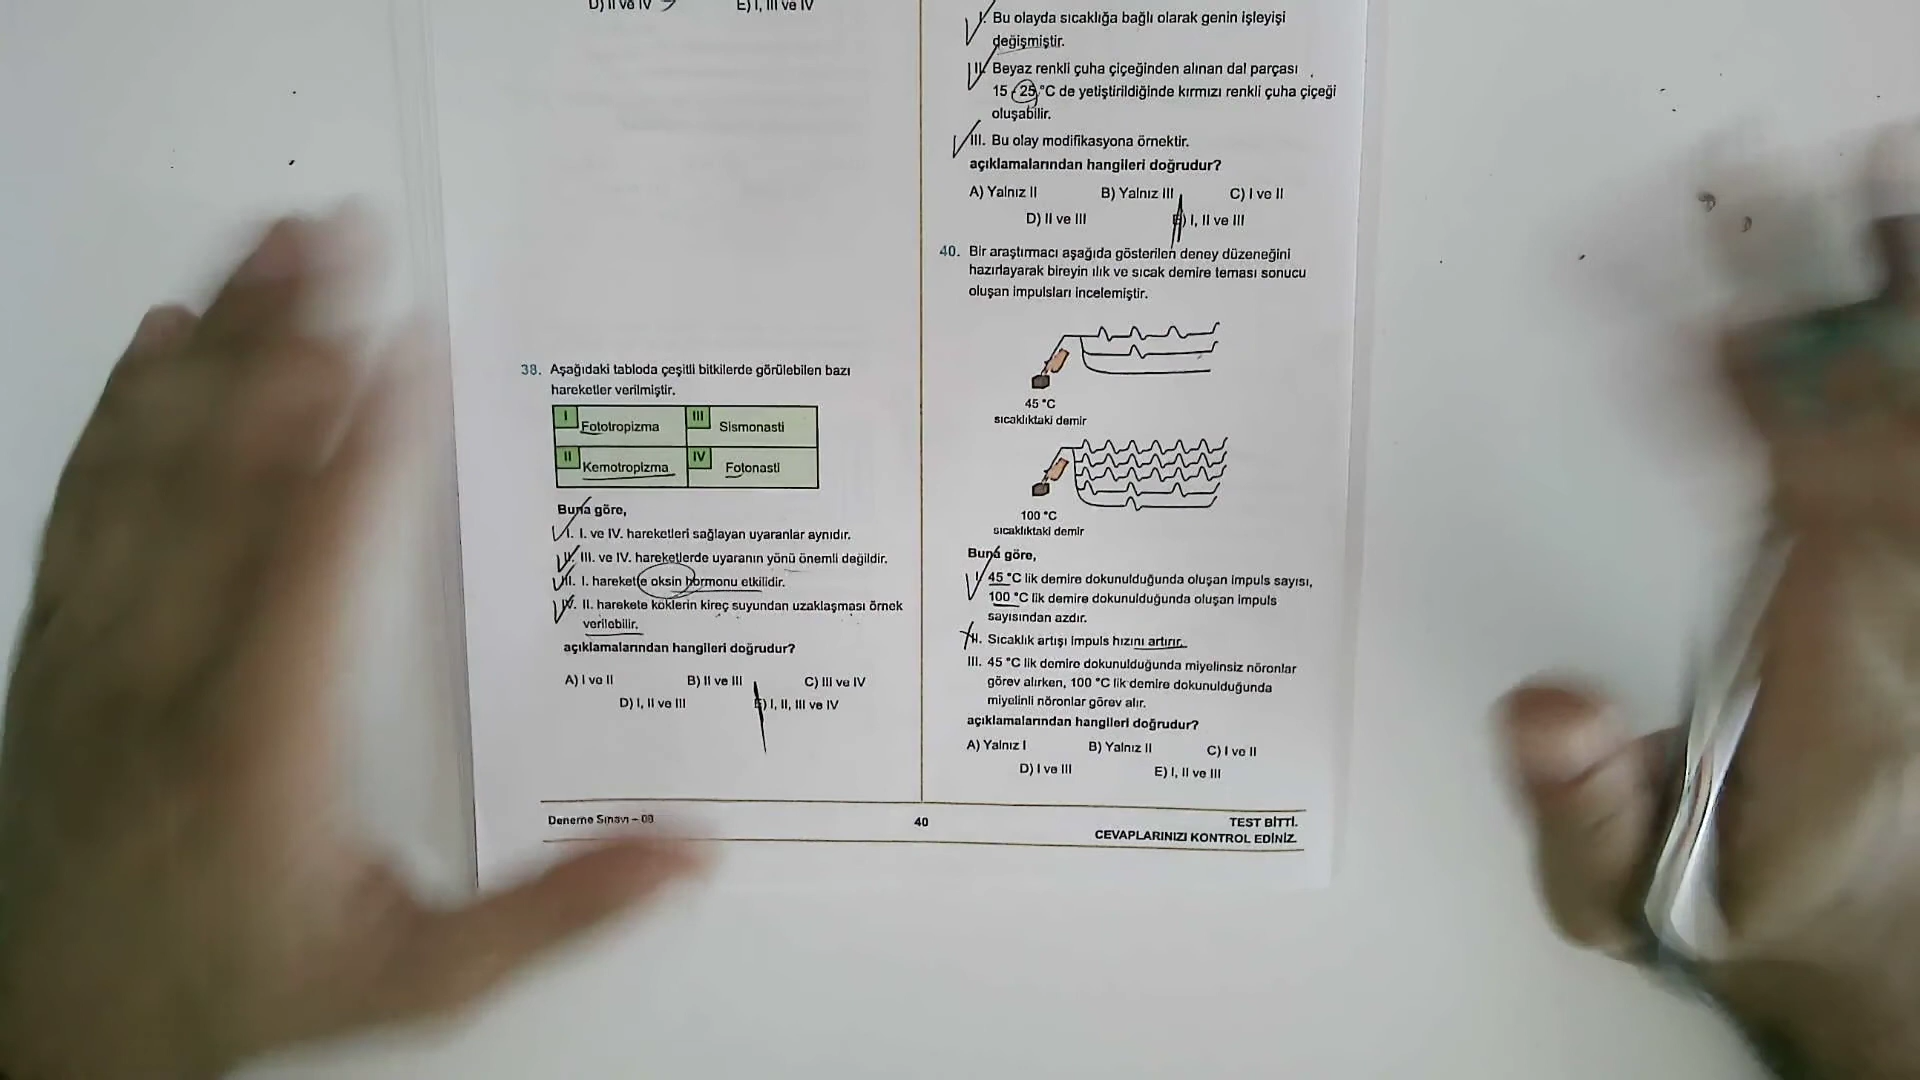 D) II ve IV
E) I, III ve IV
38. Aşağıdaki tabloda çeşitli bitkilerde görülebilen bazı
hareketler verilmiştir.
I Fototropizma
III Sismonasti
II Kemotropizma
IV Fotonasti
Buna göre,
I. I. ve IV. hareketleri sağlayan uyaranlar aynıdır.
II. III. ve IV. hareketlerde uyaranın yönü önemli değildir.
III. I. harekette oksin hormonu etkilidir.
IV. II. harekete köklerin kireç suyundan uzaklaşması örnek
verilebilir.
açıklamalarından hangileri doğrudur?
A) I ve II
B) II ve III
C) III ve IV
D) I, II ve III
E) I, II, III ve IV
I. Bu olayda sıcaklığa bağlı olarak genin işleyişi
değişmiştir.
II. Beyaz renkli çuha çiçeğinden alınan dal parçası
15 - 25 °C de yetiştirildiğinde kırmızı renkli çuha çiçeği
oluşabilir.
III. Bu olay modifikasyona örnektir.
açıklamalarından hangileri doğrudur?
A) Yalnız II
B) Yalnız III
C) I ve II
D) II ve III
E) I, II ve III
40. Bir araştırmacı aşağıda gösterilen deney düzeneğini
hazırlayarak bireyin ılık ve sıcak demire teması sonucu
oluşan impulsları incelemiştir.
45 °C
sıcaklıktaki demir
100 °C
sıcaklıktaki demir
Buna göre,
I. 45 °C lik demire dokunulduğunda oluşan impuls sayısı,
100 °C lik demire dokunulduğunda oluşan impuls
sayısından azdır.
II. Sıcaklık artışı impuls hızını artırır.
III. 45 °C lik demire dokunulduğunda miyelinsiz nöronlar
görev alırken, 100 °C lik demire dokunulduğunda
miyelinli nöronlar görev alır.
açıklamalarından hangileri doğrudur?
A) Yalnız I
B) Yalnız II
C) I ve II
D) I ve III
E) I, II ve III
Deneme Sınavı – 08
40
TEST BİTTİ.
CEVAPLARINIZI KONTROL EDİNİZ.